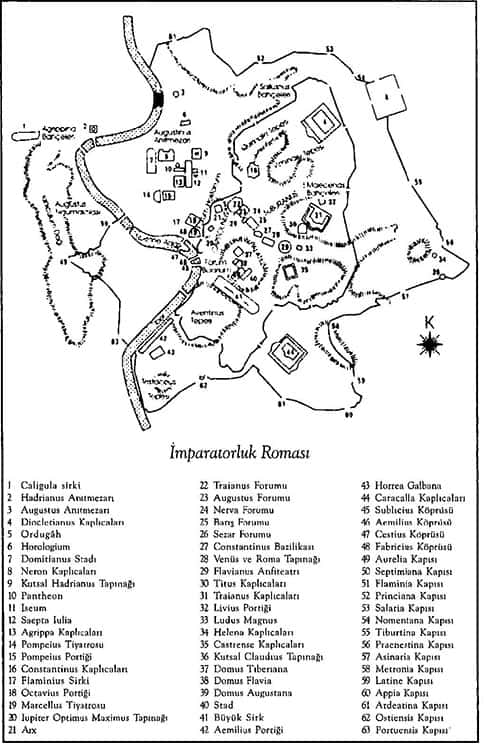 Sallustius
Bahçeleri
Agrippina
Bahçeleri
Augustus'a
Anıtmezarı
Quirinalis Tepesi
Viminalis Tepesi
Maecenas
Bahçeleri
SUBURA
Augustus
Forum
Aventinus
Tepesi
Testaceus
Tepesi
K
İmparatorluk Roması
1 Caligula sirki
2 Hadrianus Anıtmezarı
3 Augustus Anıtmezarı
4 Diocletianus Kaplıcaları
5 Ordugâh
6 Horologium
7 Domitianus Stadı
8 Neron Kaplıcaları
9 Kutsal Hadrianus Tapınağı
10 Pantheon
11 Iseum
12 Saepta Iulia
13 Agrippa Kaplıcaları
14 Pompeius Tiyatrosu
15 Pompeius Portiği
16 Constantinus Kaplıcaları
17 Flaminius Sirki
18 Octavius Portiği
19 Marcellus Tiyatrosu
20 Iupiter Optimus Maximus Tapınağı
21 Arx
22 Traianus Forumu
23 Augustus Forumu
24 Nerva Forumu
25 Barış Forumu
26 Sezar Forumu
27 Constantinus Bazilikası
28 Venüs ve Roma Tapınağı
29 Flavianus Anfiteatrı
30 Titus Kaplıcaları
31 Traianus Kaplıcaları
32 Livius Portiği
33 Ludus Magnus
34 Helena Kaplıcaları
35 Castrense Kaplıcaları
36 Kutsal Claudius Tapınağı
37 Domus Tiberiana
38 Domus Flavia
39 Domus Augustana
40 Stad
41 Büyük Sirk
42 Aemilius Portiği
43 Horrea Galbana
44 Caracalla Kaplıcaları
45 Sublicius Köprüsü
46 Aemilius Köprüsü
47 Cestius Köprüsü
48 Fabricius Köprüsü
49 Aurelia Kapısı
50 Septimiana Kapısı
51 Flaminia Kapısı
52 Princiana Kapısı
53 Salaria Kapısı
54 Nomentana Kapısı
55 Tiburtina Kapısı
56 Praenertina Kapısı
57 Asinaria Kapısı
58 Metronia Kapısı
59 Latine Kapısı
60 Appia Kapısı
61 Ardeatina Kapısı
62 Ostiensis Kapısı
63 Portuensis Kapısı